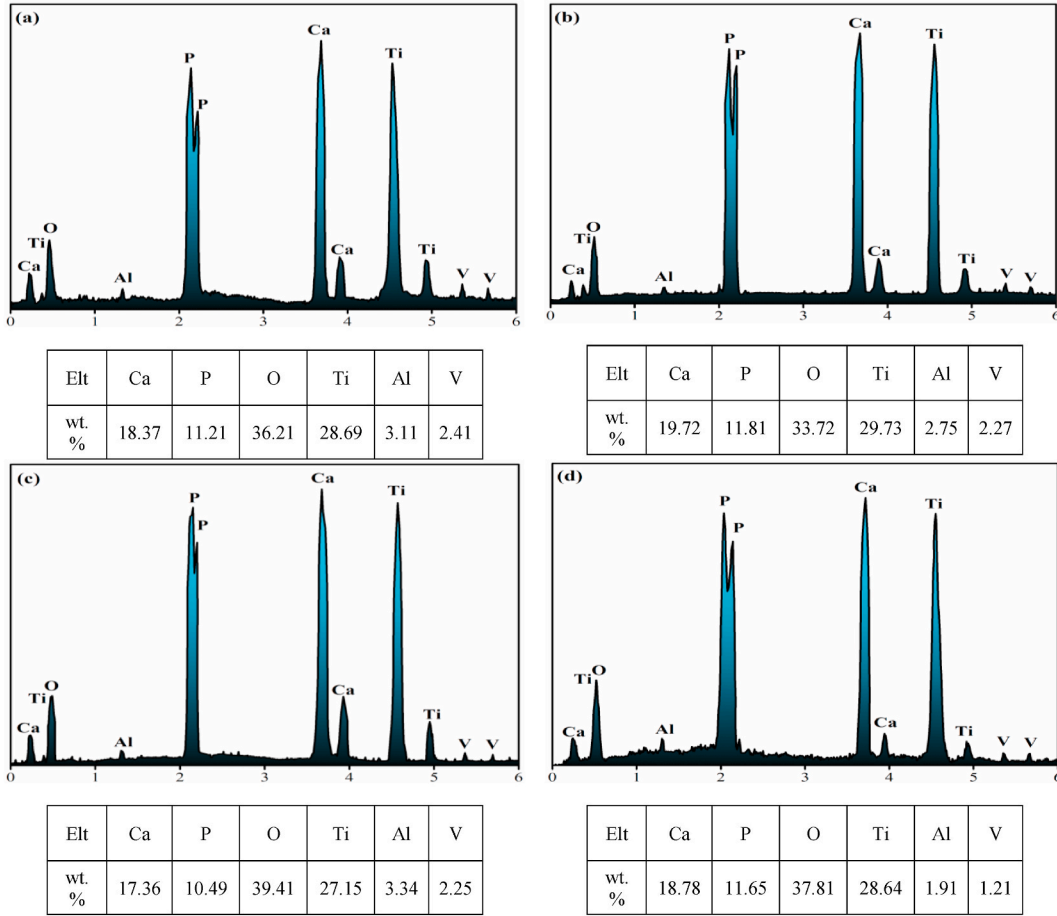 (a)
Ca
P
Ti
P
O
Ti
Ca
Ca
Al
Ti
V V
0 1 2 3 4 5 6
Elt Ca P O Ti Al V
wt. % 18.37 11.21 36.21 28.69 3.11 2.41
(b)
Ca
P
P
Ti
O
Ti
Ca
Ca
Al
Ti
V V
0 1 2 3 4 5 6
Elt Ca P O Ti Al V
wt. % 19.72 11.81 33.72 29.73 2.75 2.27
(c)
Ca
P
Ti
P
Ca
O
Ti
Ca
Al
Ti
V V
0 1 2 3 4 5 6
Elt Ca P O Ti Al V
wt. % 17.36 10.49 39.41 27.15 3.34 2.25
(d)
Ca
P
Ti
P
O
Ti
Ca
Ca
Al
Ti
V V
0 1 2 3 4 5 6
Elt Ca P O Ti Al V
wt. % 18.78 11.65 37.81 28.64 1.91 1.21